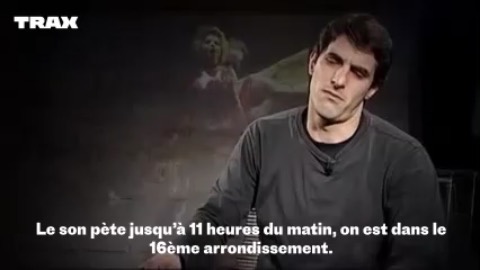 TRAX
Le son pète jusqu'à 11 heures du matin, on est dans le
16ème arrondissement.